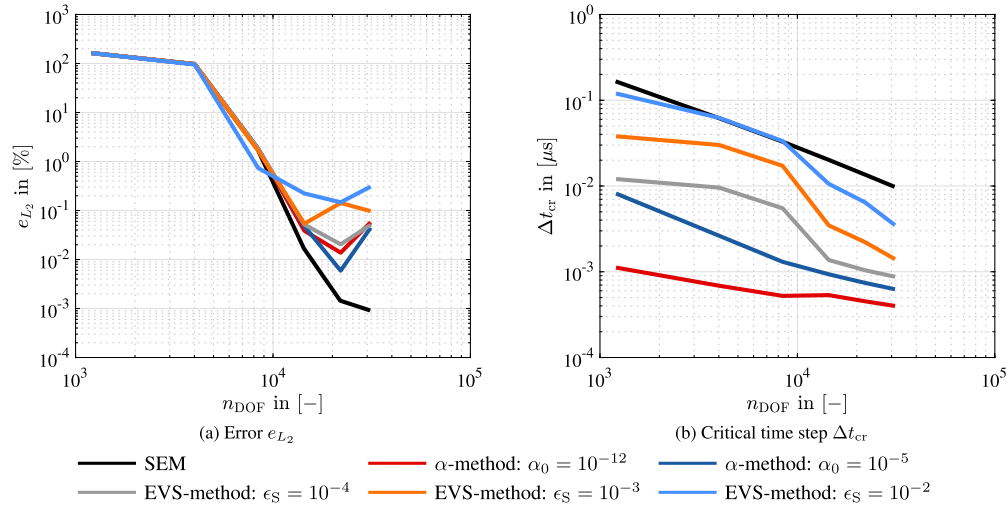 10^3
10^2
10^1
10^0
10^-1
10^-2
10^-3
10^-4
e_{L_2} in [%]
10^3 10^4 10^5
n_DOF in [−]
(a) Error e_{L_2}
10^0
10^-1
10^-2
10^-3
10^-4
Δt_cr in [μs]
10^3 10^4 10^5
n_DOF in [−]
(b) Critical time step Δt_cr
SEM
α-method: α_0 = 10^-12
α-method: α_0 = 10^-5
EVS-method: ϵ_S = 10^-4
EVS-method: ϵ_S = 10^-3
EVS-method: ϵ_S = 10^-2